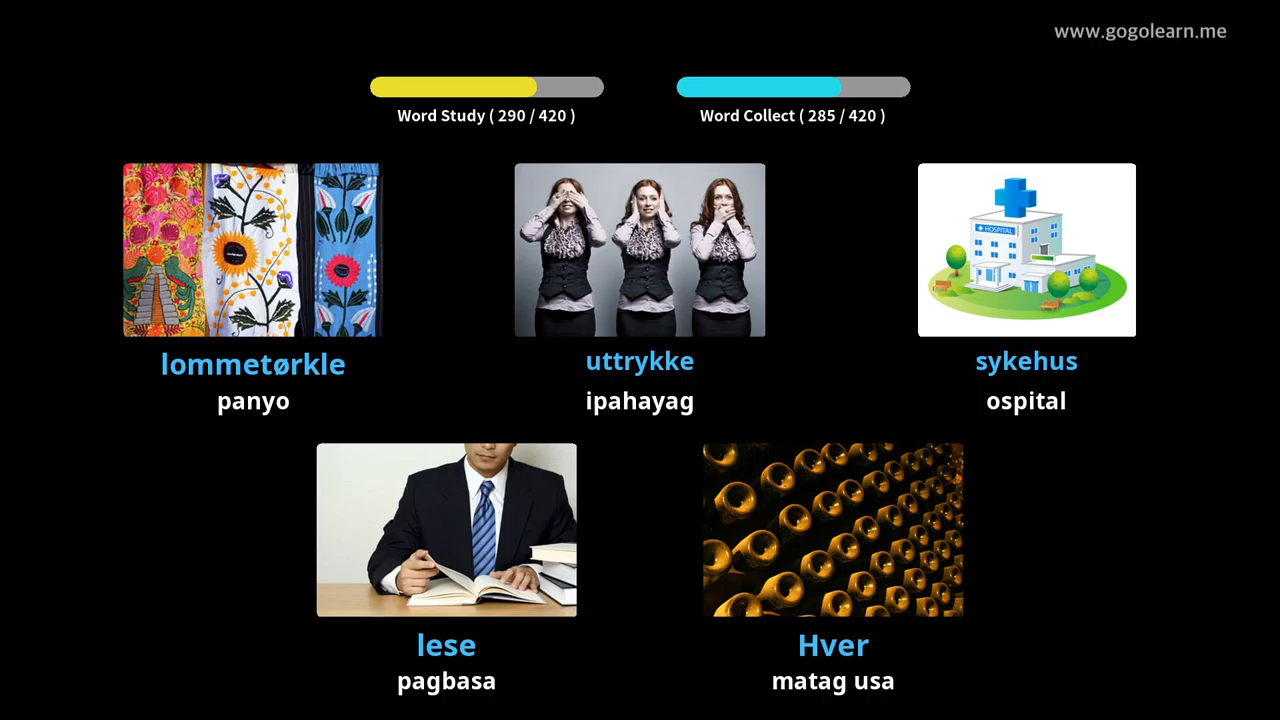 www.gogolearn.me
Word Study ( 290 / 420 )
Word Collect ( 285 / 420 )
HOSPITAL
lommetørkle
uttrykke
sykehus
panyo
ipahayag
ospital
lese
Hver
pagbasa
matag usa